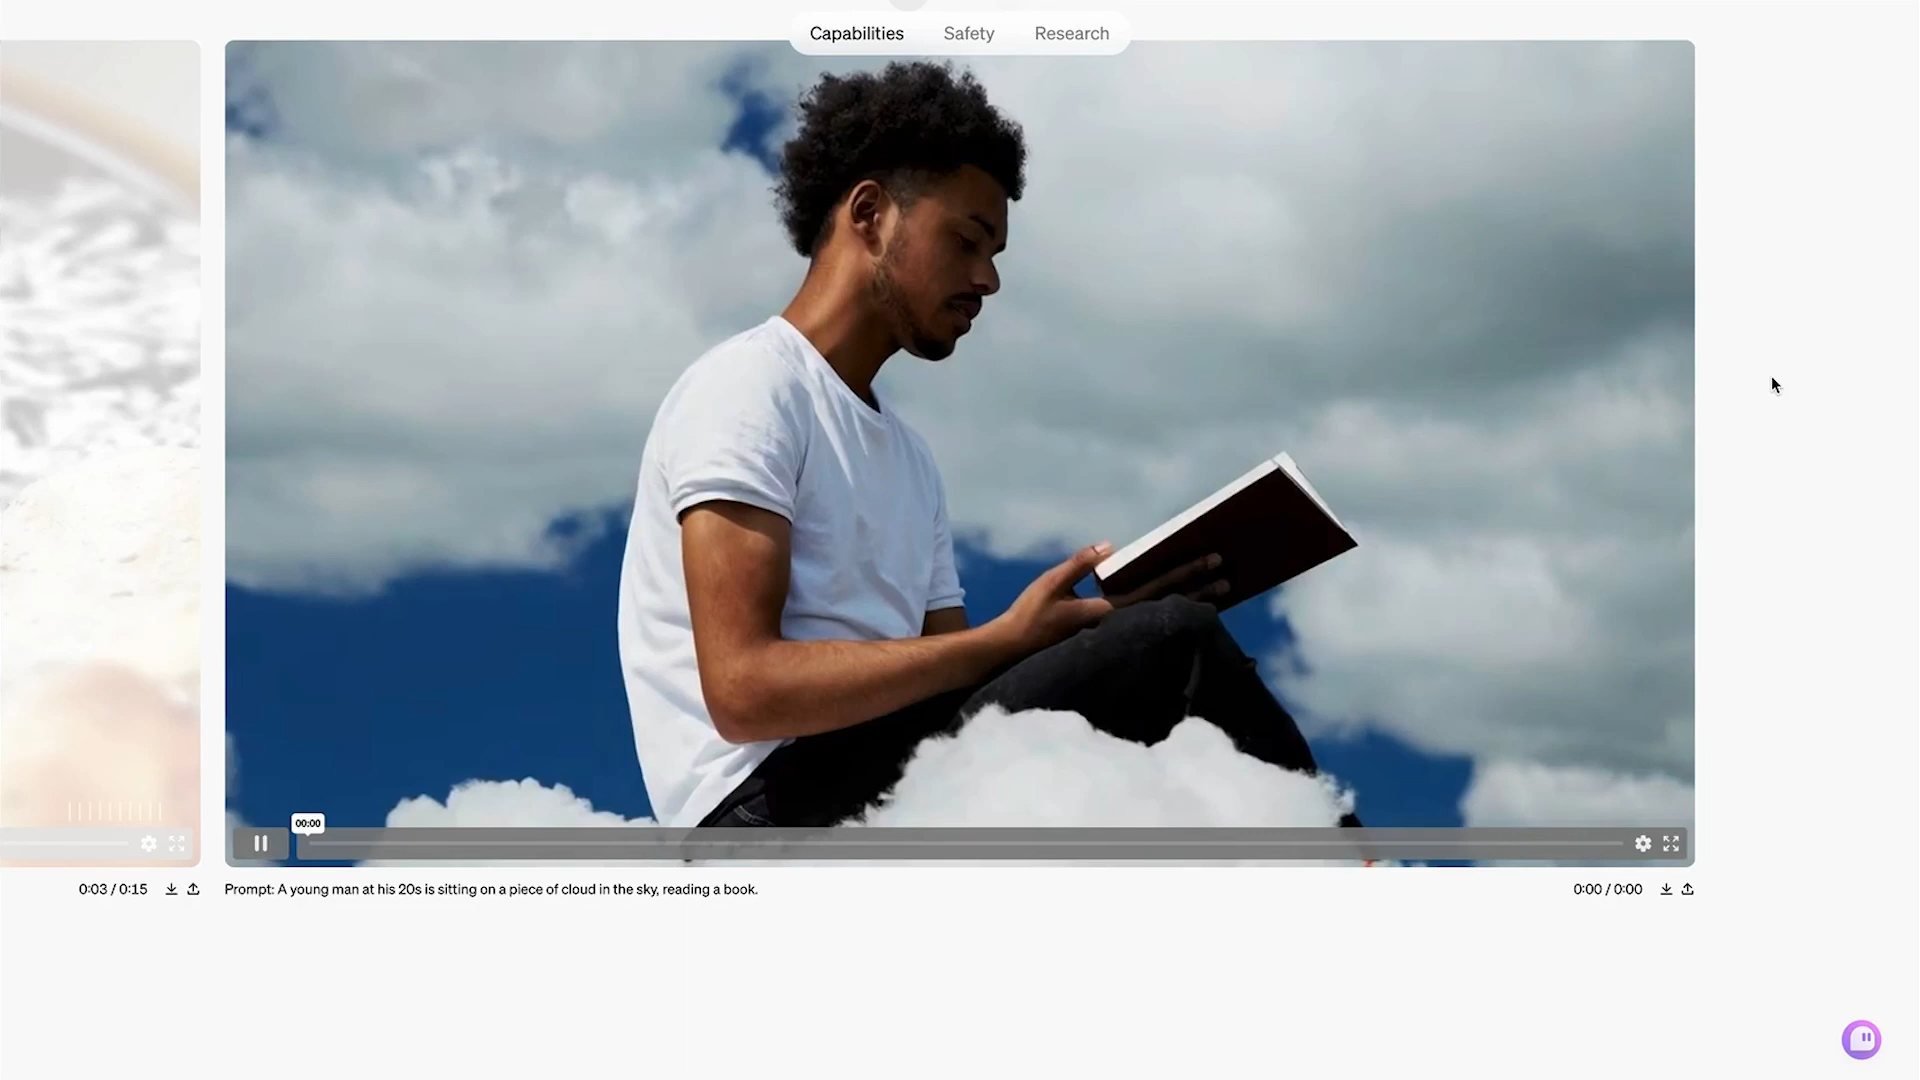 Capabilities Safety Research
00:00
0:03 / 0:15
Prompt: A young man at his 20s is sitting on a piece of cloud in the sky, reading a book.
0:00 / 0:00